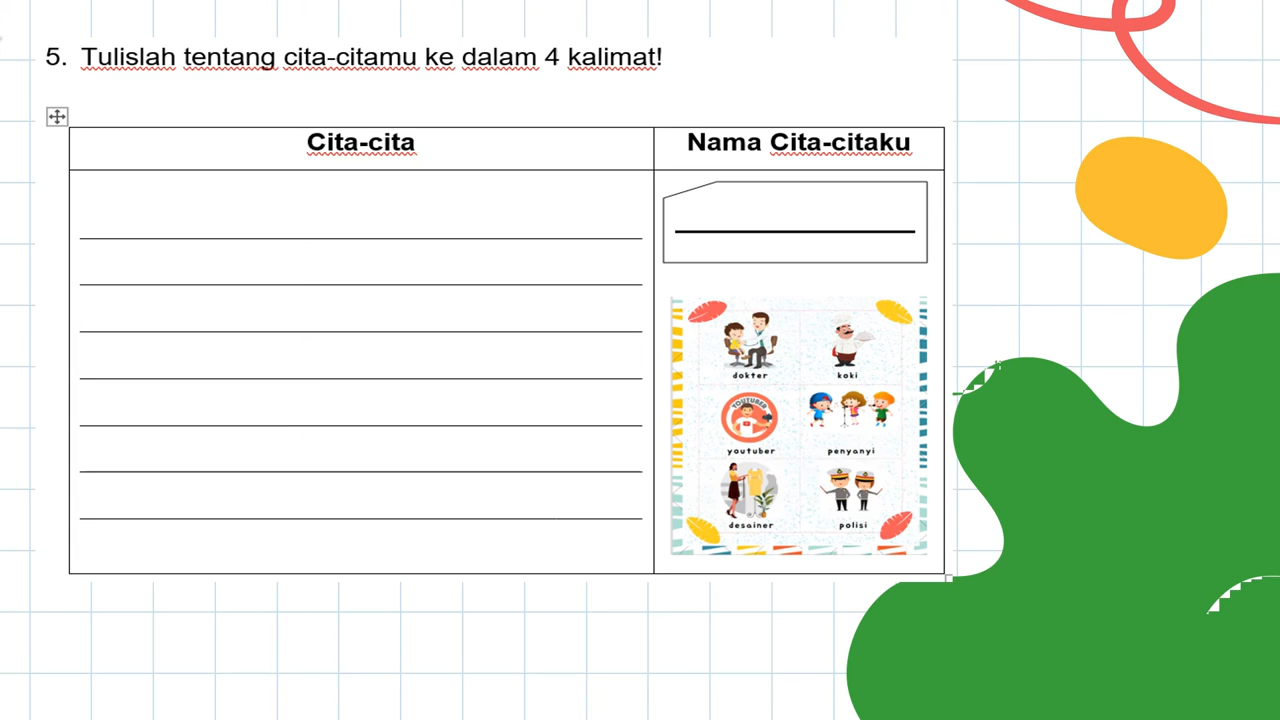 5. Tulislah tentang cita-citamu ke dalam 4 kalimat!
Cita-cita
Nama Cita-citaku
dokter
koki
YOUTUBER
youtuber
penyanyi
desainer
polisi